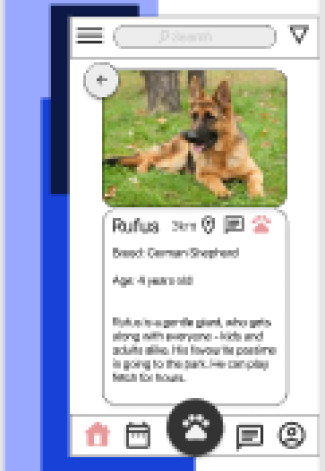 Search
Rufus 3km
Breed: German Shepherd
Age: 4 years old
Rufus is a gentle giant, who gets
along with everyone - kids and
adults alike. His favourite pastime
is going to the park. He can play
fetch for hours.